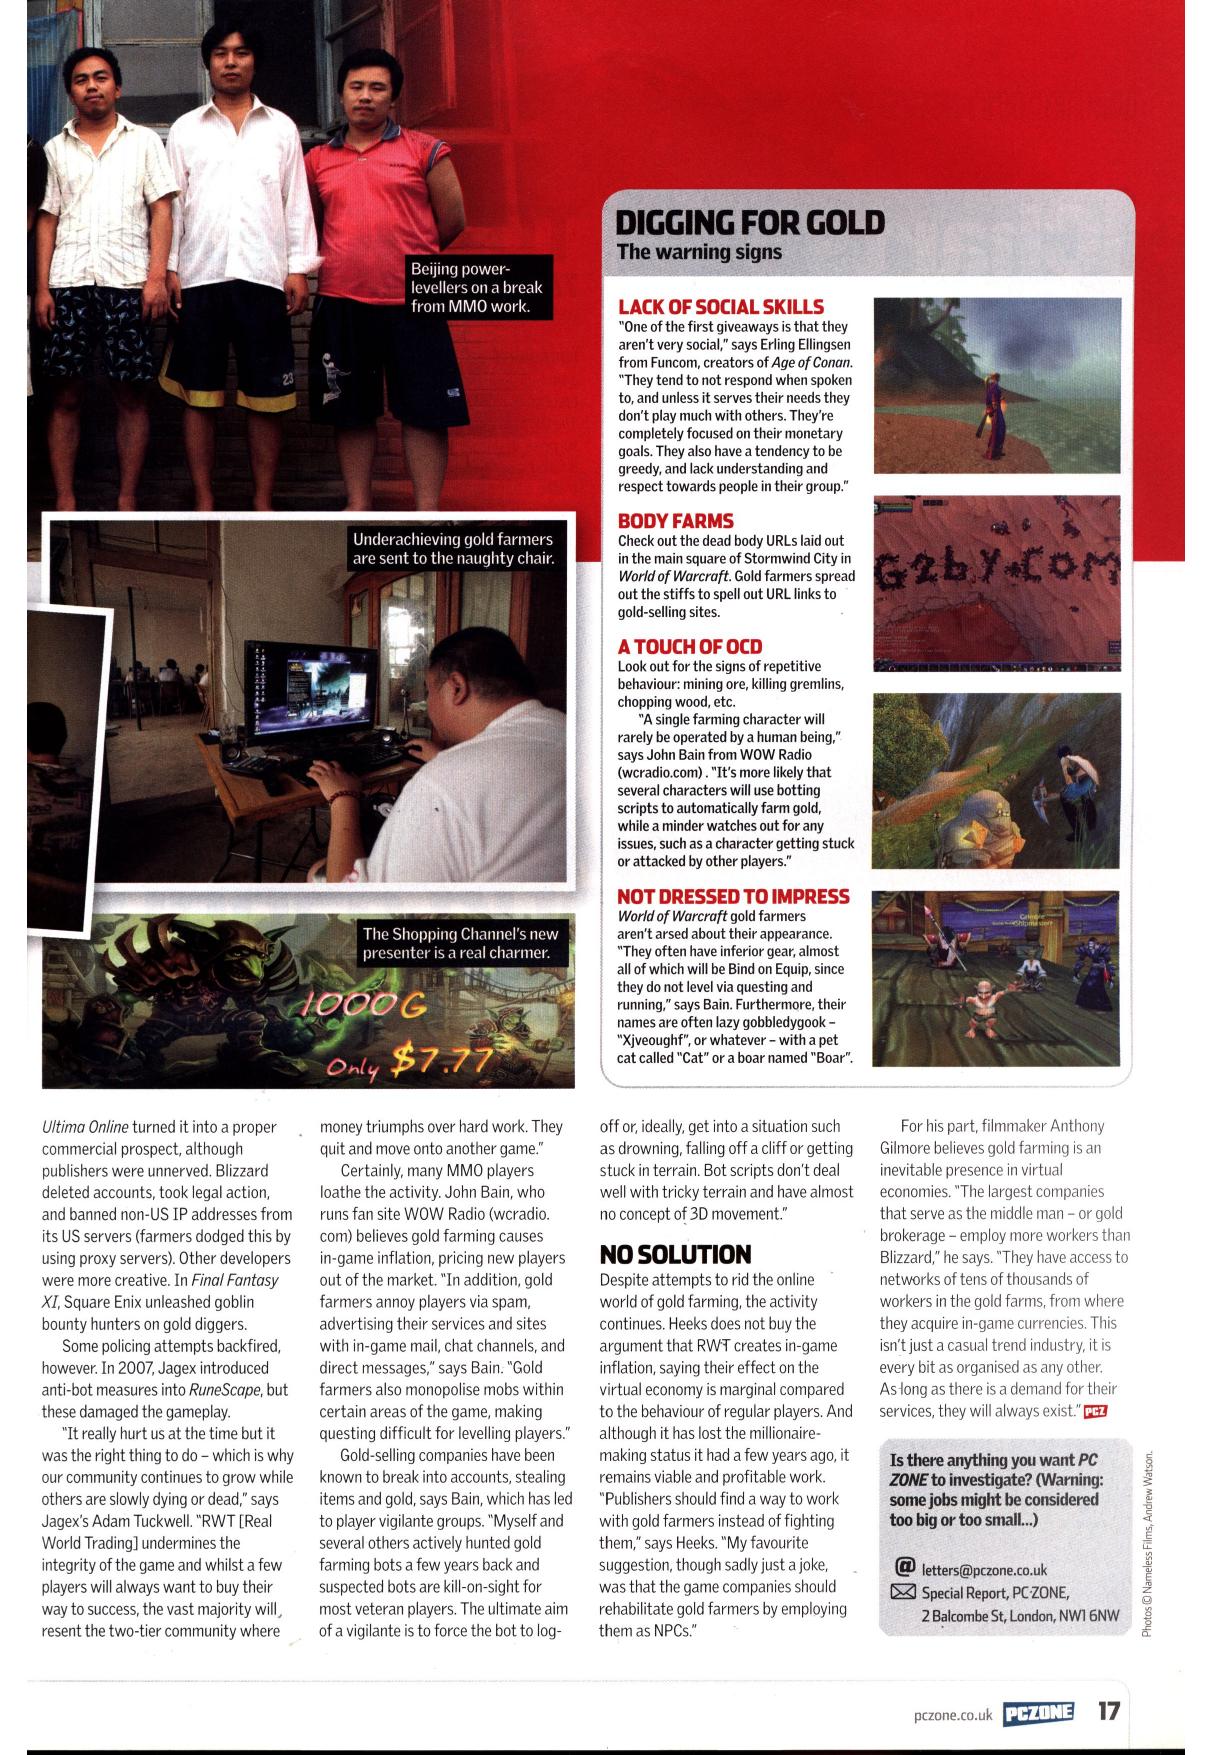 Beijing power-
levellers on a break
from MMO work.
23
Underachieving gold farmers
are sent to the naughty chair.
The Shopping Channel's new
presenter is a real charmer.
1000G
Only $7.77
DIGGING FOR GOLD
The warning signs
LACK OF SOCIAL SKILLS
"One of the first giveaways is that they
aren't very social," says Erling Ellingsen
from Funcom, creators of Age of Conan.
"They tend to not respond when spoken
to, and unless it serves their needs they
don't play much with others. They're
completely focused on their monetary
goals. They also have a tendency to be
greedy, and lack understanding and
respect towards people in their group."
BODY FARMS
Check out the dead body URLs laid out
in the main square of Stormwind City in
World of Warcraft. Gold farmers spread
out the stiffs to spell out URL links to
gold-selling sites.
A TOUCH OF OCD
Look out for the signs of repetitive
behaviour: mining ore, killing gremlins,
chopping wood, etc.
"A single farming character will
rarely be operated by a human being,"
says John Bain from WOW Radio
(wcradio.com) . "It's more likely that
several characters will use botting
scripts to automatically farm gold,
while a minder watches out for any
issues, such as a character getting stuck
or attacked by other players."
NOT DRESSED TO IMPRESS
World of Warcraft gold farmers
aren't arsed about their appearance.
"They often have inferior gear, almost
all of which will be Bind on Equip, since
they do not level via questing and
running," says Bain. Furthermore, their
names are often lazy gobbledygook –
"Xjveoughf", or whatever – with a pet
cat called "Cat" or a boar named "Boar".
G2bY.COM
Ultima Online turned it into a proper
commercial prospect, although
publishers were unnerved. Blizzard
deleted accounts, took legal action,
and banned non-US IP addresses from
its US servers (farmers dodged this by
using proxy servers). Other developers
were more creative. In Final Fantasy
XI, Square Enix unleashed goblin
bounty hunters on gold diggers.
Some policing attempts backfired,
however. In 2007, Jagex introduced
anti-bot measures into RuneScape, but
these damaged the gameplay.
"It really hurt us at the time but it
was the right thing to do – which is why
our community continues to grow while
others are slowly dying or dead," says
Jagex's Adam Tuckwell. "RWT [Real
World Trading] undermines the
integrity of the game and whilst a few
players will always want to buy their
way to success, the vast majority will
resent the two-tier community where
money triumphs over hard work. They
quit and move onto another game."
Certainly, many MMO players
loathe the activity. John Bain, who
runs fan site WOW Radio (wcradio.
com) believes gold farming causes
in-game inflation, pricing new players
out of the market. "In addition, gold
farmers annoy players via spam,
advertising their services and sites
with in-game mail, chat channels, and
direct messages," says Bain. "Gold
farmers also monopolise mobs within
certain areas of the game, making
questing difficult for levelling players."
Gold-selling companies have been
known to break into accounts, stealing
items and gold, says Bain, which has led
to player vigilante groups. "Myself and
several others actively hunted gold
farming bots a few years back and
suspected bots are kill-on-sight for
most veteran players. The ultimate aim
of a vigilante is to force the bot to log-
off or, ideally, get into a situation such
as drowning, falling off a cliff or getting
stuck in terrain. Bot scripts don't deal
well with tricky terrain and have almost
no concept of 3D movement."
NO SOLUTION
Despite attempts to rid the online
world of gold farming, the activity
continues. Heeks does not buy the
argument that RWT creates in-game
inflation, saying their effect on the
virtual economy is marginal compared
to the behaviour of regular players. And
although it has lost the millionaire-
making status it had a few years ago, it
remains viable and profitable work.
"Publishers should find a way to work
with gold farmers instead of fighting
them," says Heeks. "My favourite
suggestion, though sadly just a joke,
was that the game companies should
rehabilitate gold farmers by employing
them as NPCs."
For his part, filmmaker Anthony
Gilmore believes gold farming is an
inevitable presence in virtual
economies. "The largest companies
that serve as the middle man – or gold
brokerage – employ more workers than
Blizzard," he says. "They have access to
networks of tens of thousands of
workers in the gold farms, from where
they acquire in-game currencies. This
isn't just a casual trend industry, it is
every bit as organised as any other.
As long as there is a demand for their
services, they will always exist." PCZ
Is there anything you want PC
ZONE to investigate? (Warning:
some jobs might be considered
too big or too small...)
@ letters@pczone.co.uk
Special Report, PC ZONE,
2 Balcombe St, London, NW1 6NW
Photos © Nameless Films, Andrew Watson.
pczone.co.uk PCZONE 17